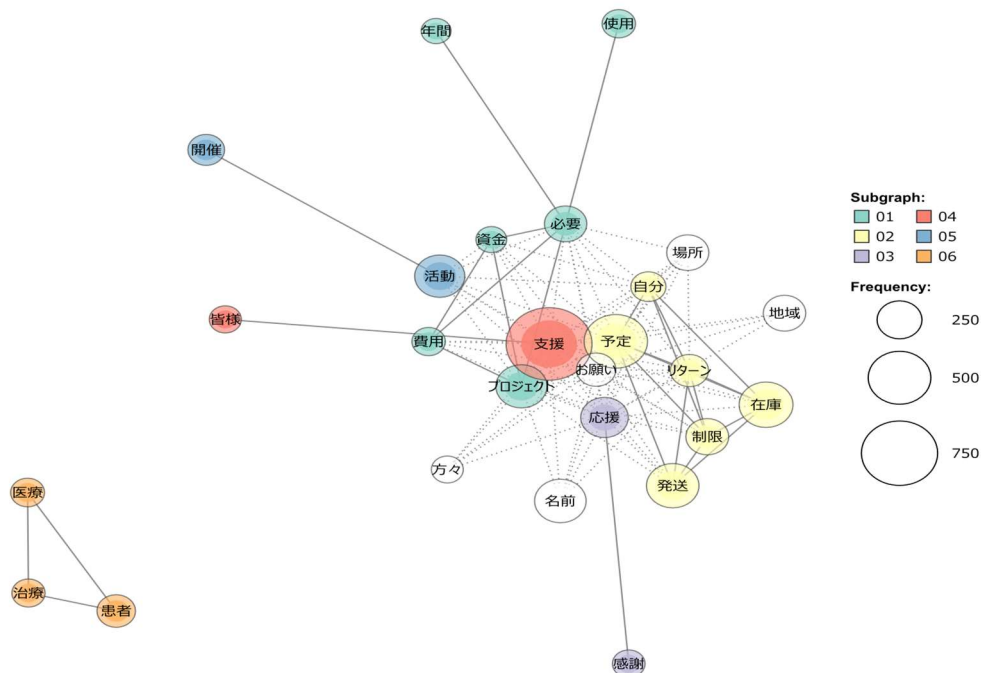 年間
使用
開催
必要
資金
場所
活動
自分
地域
皆様
費用
支援
予定
お願い
リターン
プロジェクト
在庫
応援
制限
方々
発送
名前
医療
治療
患者
感謝
Subgraph:
01 04
02 05
03 06
Frequency:
250
500
750